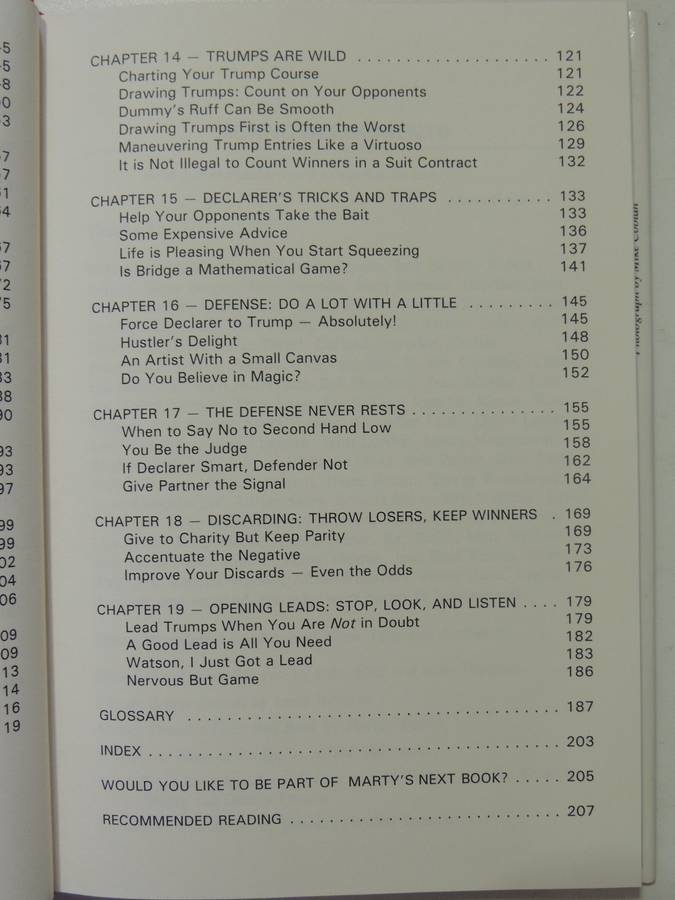 CHAPTER 14 — TRUMPS ARE WILD . . . . . . . . . . . . . . . . . . . . 121
Charting Your Trump Course 121
Drawing Trumps: Count on Your Opponents 122
Dummy's Ruff Can Be Smooth 124
Drawing Trumps First is Often the Worst 126
Maneuvering Trump Entries Like a Virtuoso 129
It is Not Illegal to Count Winners in a Suit Contract 132
CHAPTER 15 — DECLARER'S TRICKS AND TRAPS . . . . . . . . . . . 133
Help Your Opponents Take the Bait 133
Some Expensive Advice 136
Life is Pleasing When You Start Squeezing 137
Is Bridge a Mathematical Game? 141
CHAPTER 16 — DEFENSE: DO A LOT WITH A LITTLE . . . . . . . . . 145
Force Declarer to Trump — Absolutely! 145
Hustler's Delight 148
An Artist With a Small Canvas 150
Do You Believe in Magic? 152
CHAPTER 17 — THE DEFENSE NEVER RESTS . . . . . . . . . . . . . . . 155
When to Say No to Second Hand Low 155
You Be the Judge 158
If Declarer Smart, Defender Not 162
Give Partner the Signal 164
CHAPTER 18 — DISCARDING: THROW LOSERS, KEEP WINNERS . 169
Give to Charity But Keep Parity 169
Accentuate the Negative 173
Improve Your Discards — Even the Odds 176
CHAPTER 19 — OPENING LEADS: STOP, LOOK, AND LISTEN . . . . 179
Lead Trumps When You Are Not in Doubt 179
A Good Lead is All You Need 182
Watson, I Just Got a Lead 183
Nervous But Game 186
GLOSSARY . . . . . . . . . . . . . . . . . . . . . . . . . . . . . . . . . . . . . . 187
INDEX . . . . . . . . . . . . . . . . . . . . . . . . . . . . . . . . . . . . . . . . . . 203
WOULD YOU LIKE TO BE PART OF MARTY'S NEXT BOOK? . . . . . 205
RECOMMENDED READING . . . . . . . . . . . . . . . . . . . . . . . . . . . . 207